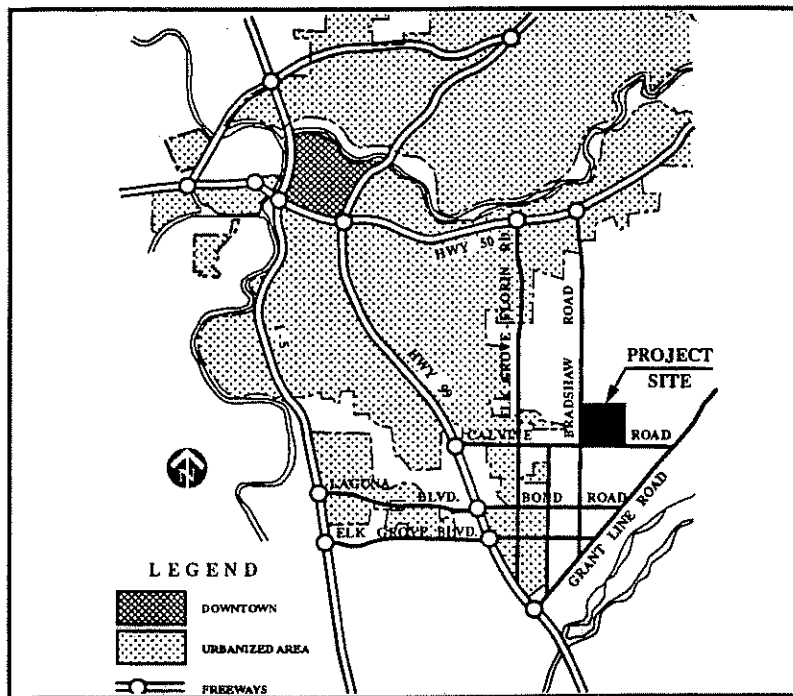 HWY 50
ELK GROVE FLORIN RD.
BRADSHAW ROAD
I-5
HWY 99
PROJECT
SITE
CALVINE ROAD
N
LAGUNA BLVD. BOND ROAD
ELK GROVE BLVD.
GRANT LINE ROAD
LEGEND
DOWNTOWN
URBANIZED AREA
FREEWAYS